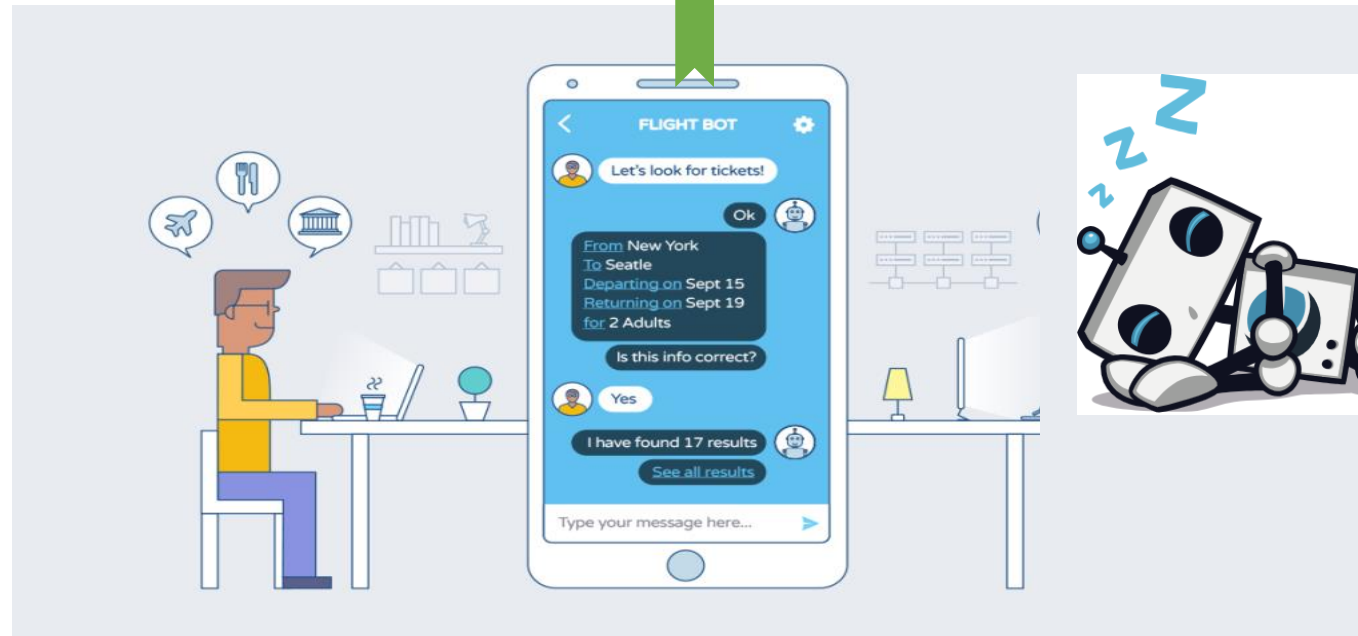 FLIGHT BOT
Let's look for tickets!
Ok
From New York
To Seatle
Departing on Sept 15
Returning on Sept 19
for 2 Adults
Is this info correct?
Yes
I have found 17 results
See all results
Type your message here...
Z
Z
Z